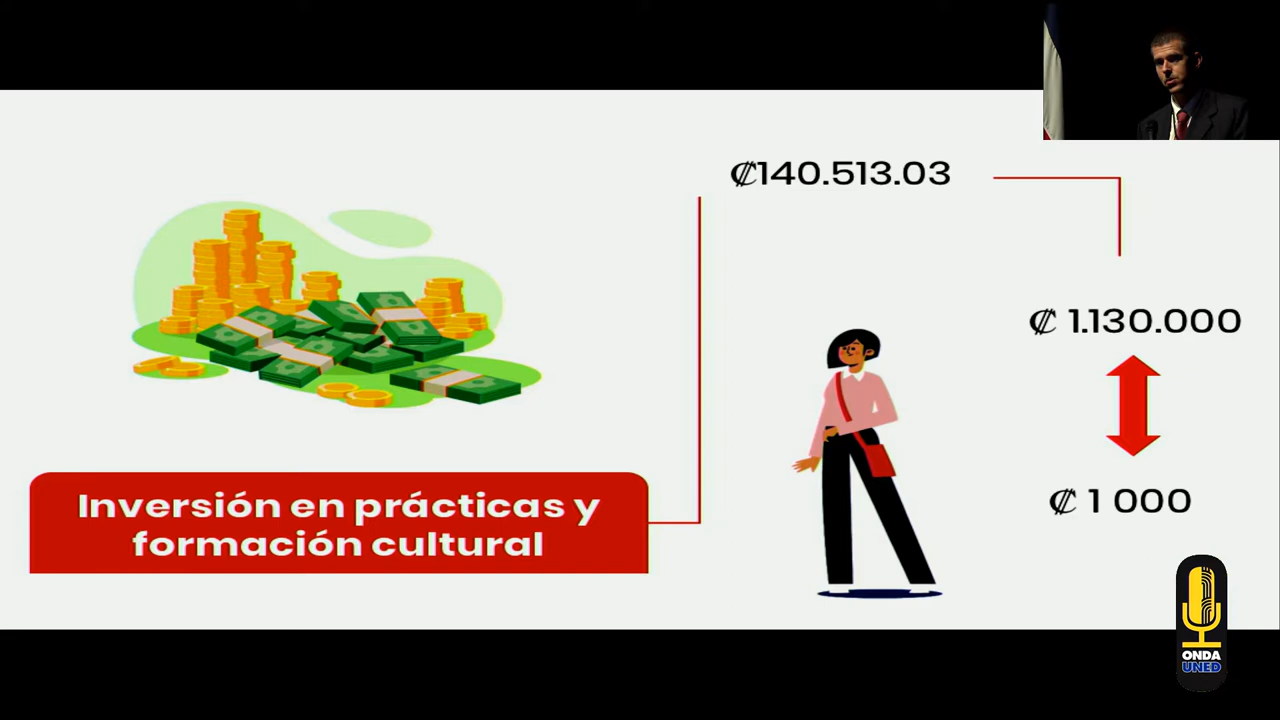 ₡140.513.03
₡ 1.130.000
₡ 1 000
Inversión en prácticas y
formación cultural
ONDA
UNED